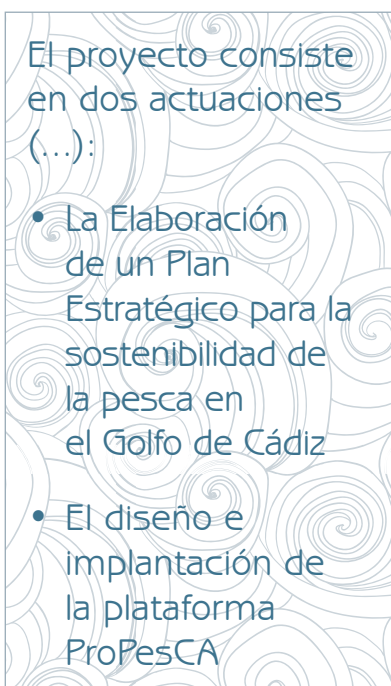 El proyecto consiste
en dos actuaciones
(...):
• La Elaboración
de un Plan
Estratégico para la
sostenibilidad de
la pesca en
el Golfo de Cádiz
• El diseño e
implantación de
la plataforma
ProPesCA